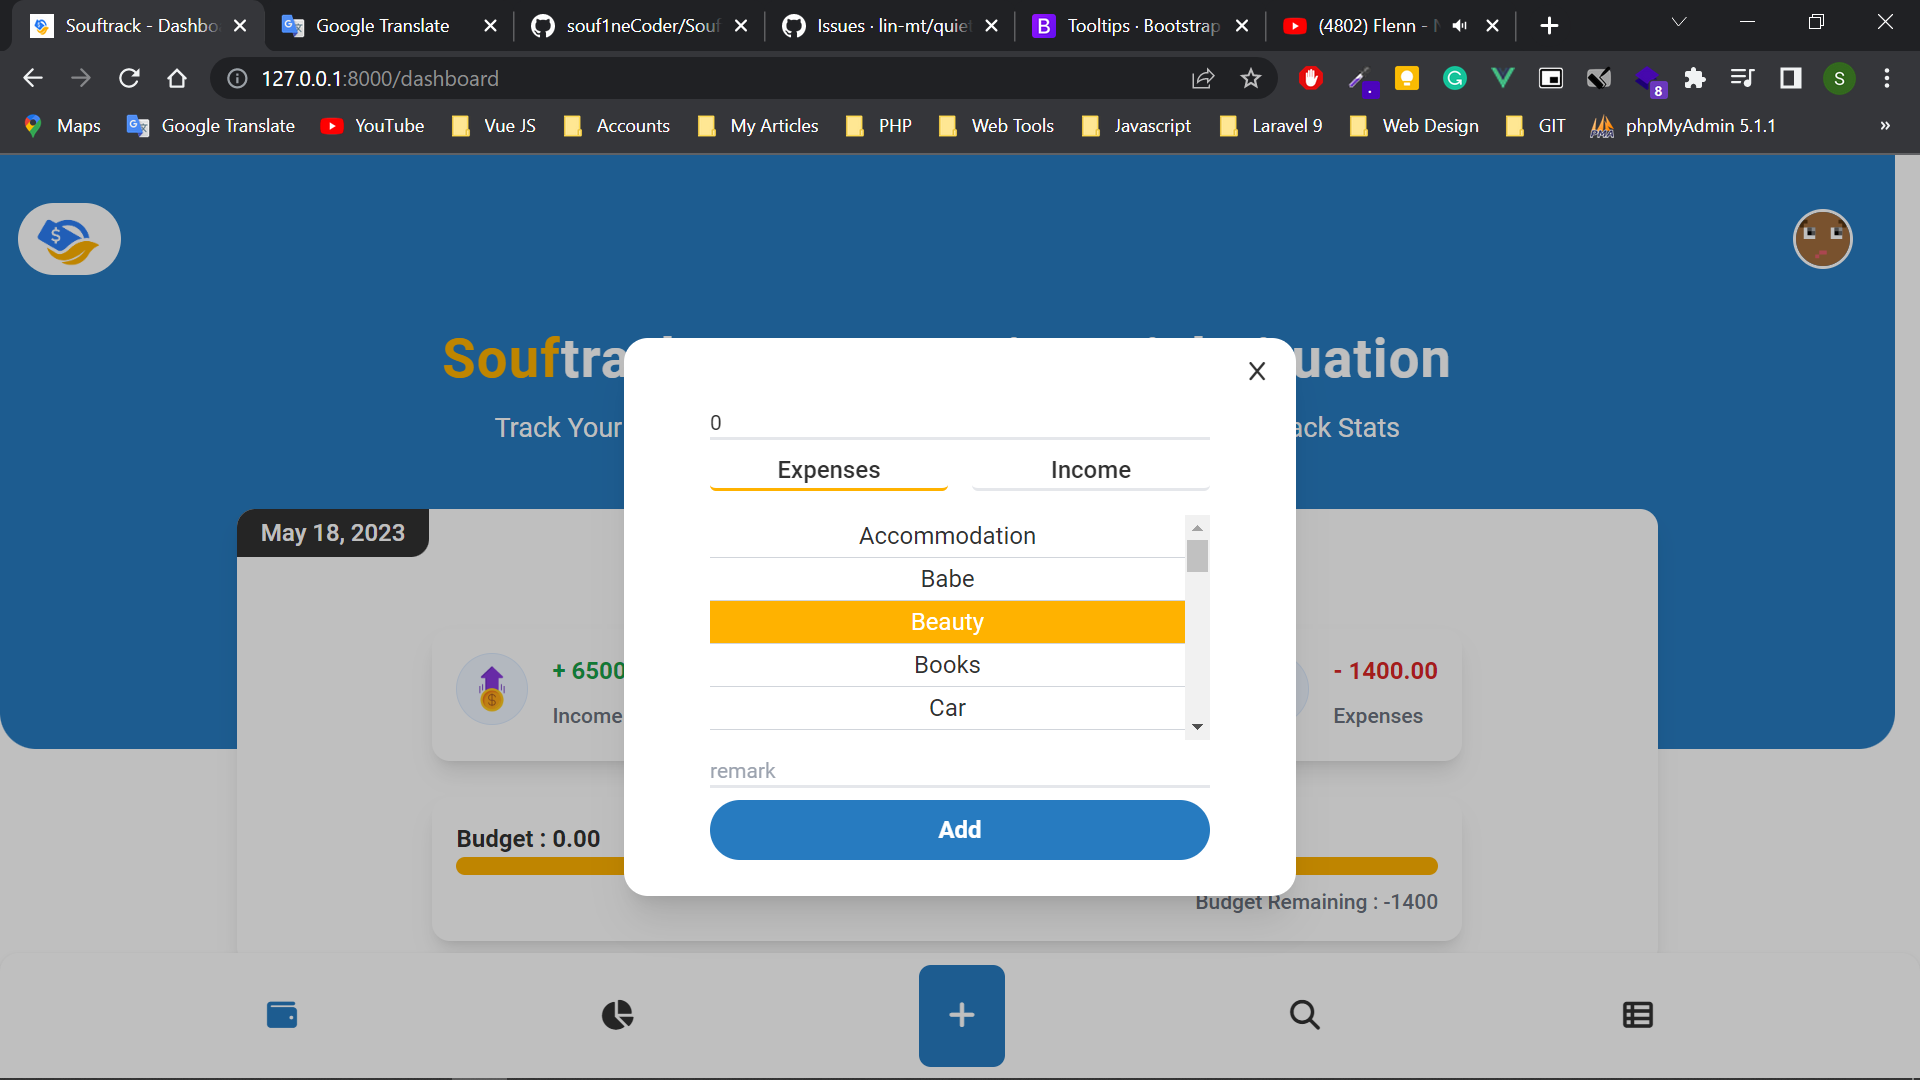 Souftrack - Dashbo
Google Translate
souf1neCoder/Souf
Issues · lin-mt/quiet
Tooltips · Bootstrap
(4802) Flenn -
127.0.0.1:8000/dashboard
8
S
Maps
Google Translate
YouTube
Vue JS
Accounts
My Articles
PHP
Web Tools
Javascript
Laravel 9
Web Design
GIT
phpMyAdmin 5.1.1
»
Souftra
uation
Track Your
ack Stats
May 18, 2023
+ 6500
Income
- 1400.00
Expenses
Budget : 0.00
Budget Remaining : -1400
X
0
Expenses
Income
Accommodation
Babe
Beauty
Books
Car
remark
Add